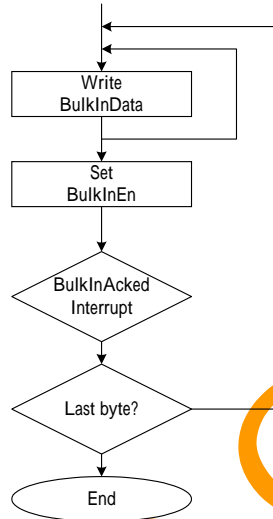 Write
BulkInData
Set
BulkInEn
BulkInAcked
Interrupt
Last byte?
End